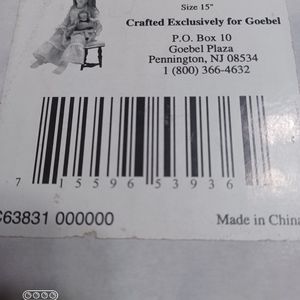 Size 15"
Crafted Exclusively for Goebel
P.O. Box 10
Goebel Plaza
Pennington, NJ 08534
1 (800) 366-4632
7 15596 53936
C63831 000000
Made in China